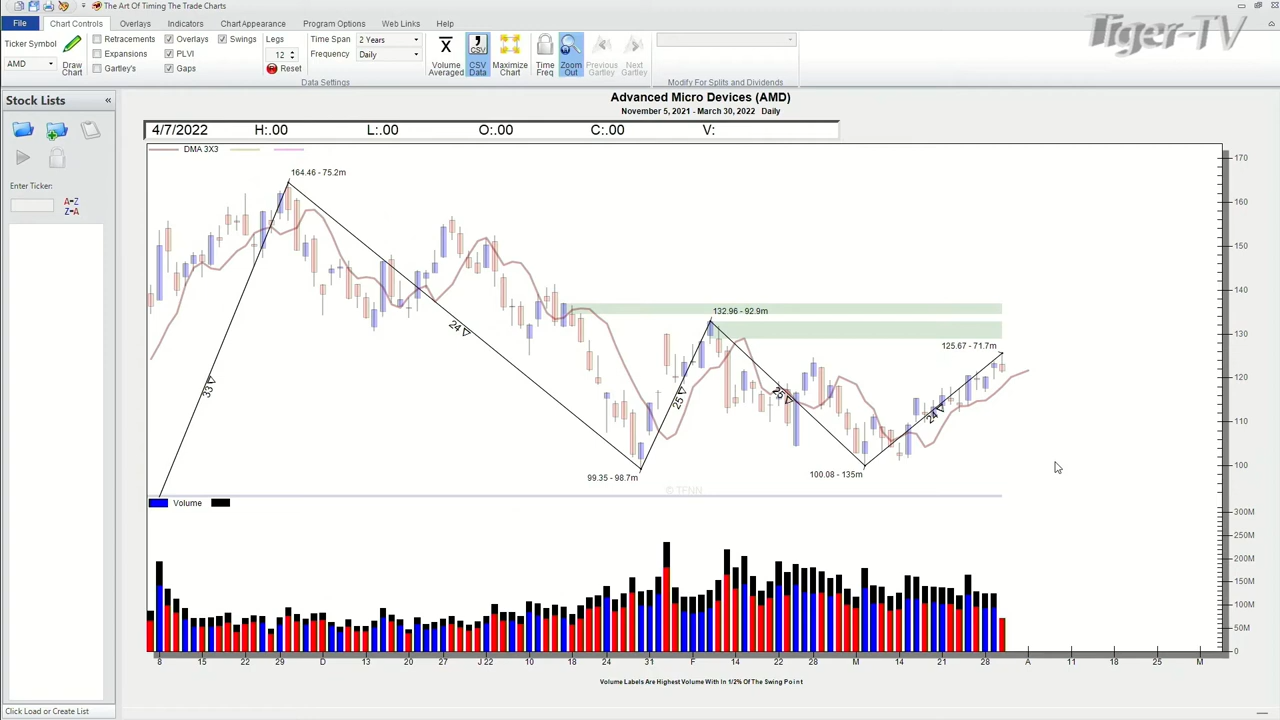 The Art Of Timing The Trade Charts
Tiger-TV
File Chart Controls Overlays Indicators Chart Appearance Program Options Web Links Help
Ticker Symbol
AMD
Draw Chart
Retracements
Expansions
Gartley's
Overlays
PLVI
Gaps
Swings
Legs
12
Reset
Time Span 2 Years
Frequency Daily
Data Settings
Volume Averaged
CSV
CSV Data
Maximize Chart
Time Freq
Zoom Out
Previous Gartley
Next Gartley
Modify For Splits and Dividends
Stock Lists «
Enter Ticker:
A-Z
Z-A
Click Load or Create List
Advanced Micro Devices (AMD)
November 5, 2021 - March 30, 2022 Daily
4/7/2022 H:.00 L:.00 O:.00 C:.00 V:
DMA 3X3
164.46 - 75.2m
132.96 - 92.9m
125.67 - 71.7m
99.35 - 98.7m
100.08 - 135m
33
24
25
25
24
170
160
150
140
130
120
110
100
© TFNN
Volume
300M
250M
200M
150M
100M
50M
0
8 15 22 29 D 13 20 27 J 22 10 18 24 31 F 14 22 28 M 14 21 28 A 11 18 25 M
Volume Labels Are Highest Volume With In 1/2% Of The Swing Point